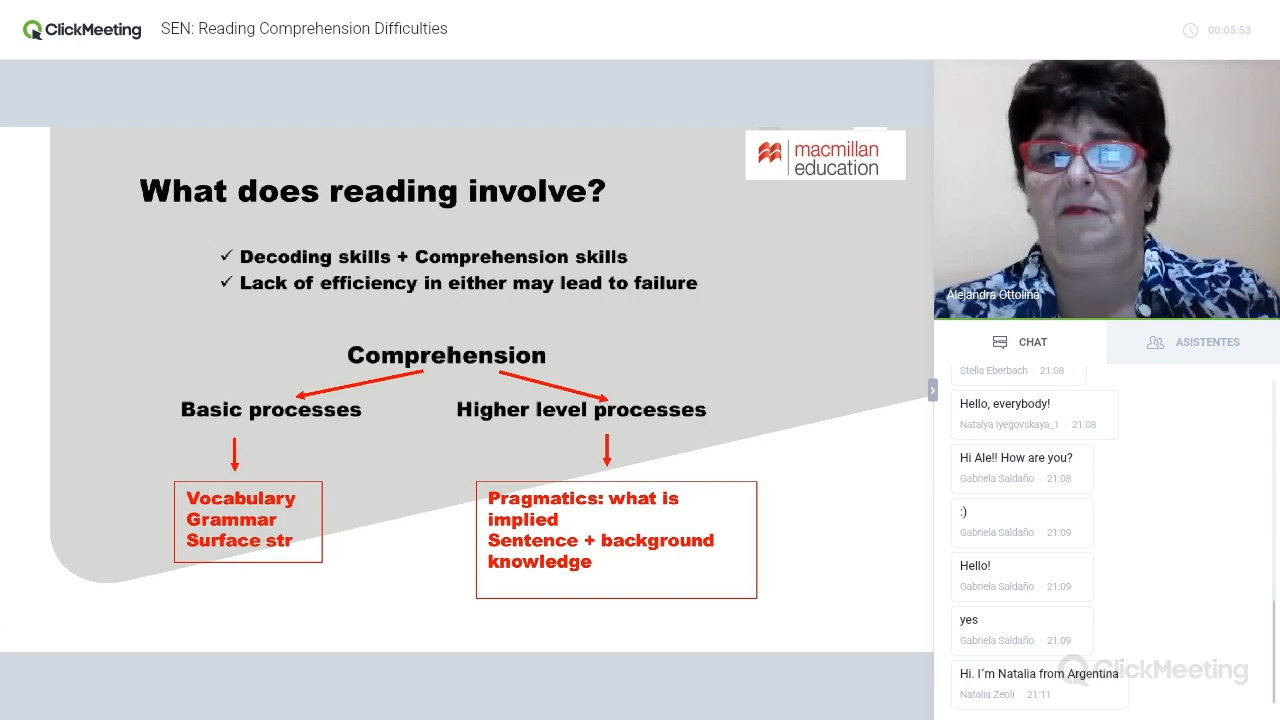 ClickMeeting
SEN: Reading Comprehension Difficulties
00:05:53
macmillan
education
What does reading involve?
✓ Decoding skills + Comprehension skills
✓ Lack of efficiency in either may lead to failure
Comprehension
Basic processes
Higher level processes
Vocabulary
Grammar
Surface str
Pragmatics: what is
implied
Sentence + background
knowledge
Alejandra Ottolina
CHAT
ASISTENTES
Stella Eberbach 21:08
Hello, everybody!
Natalya Iyegovskaya_1 21:08
Hi Ale!! How are you?
Gabriela Saldaño 21:08
:)
Gabriela Saldaño 21:09
Hello!
Gabriela Saldaño 21:09
yes
Gabriela Saldaño 21:09
Hi. I´m Natalia from Argentina
Natalia Zeoli 21:11
ClickMeeting